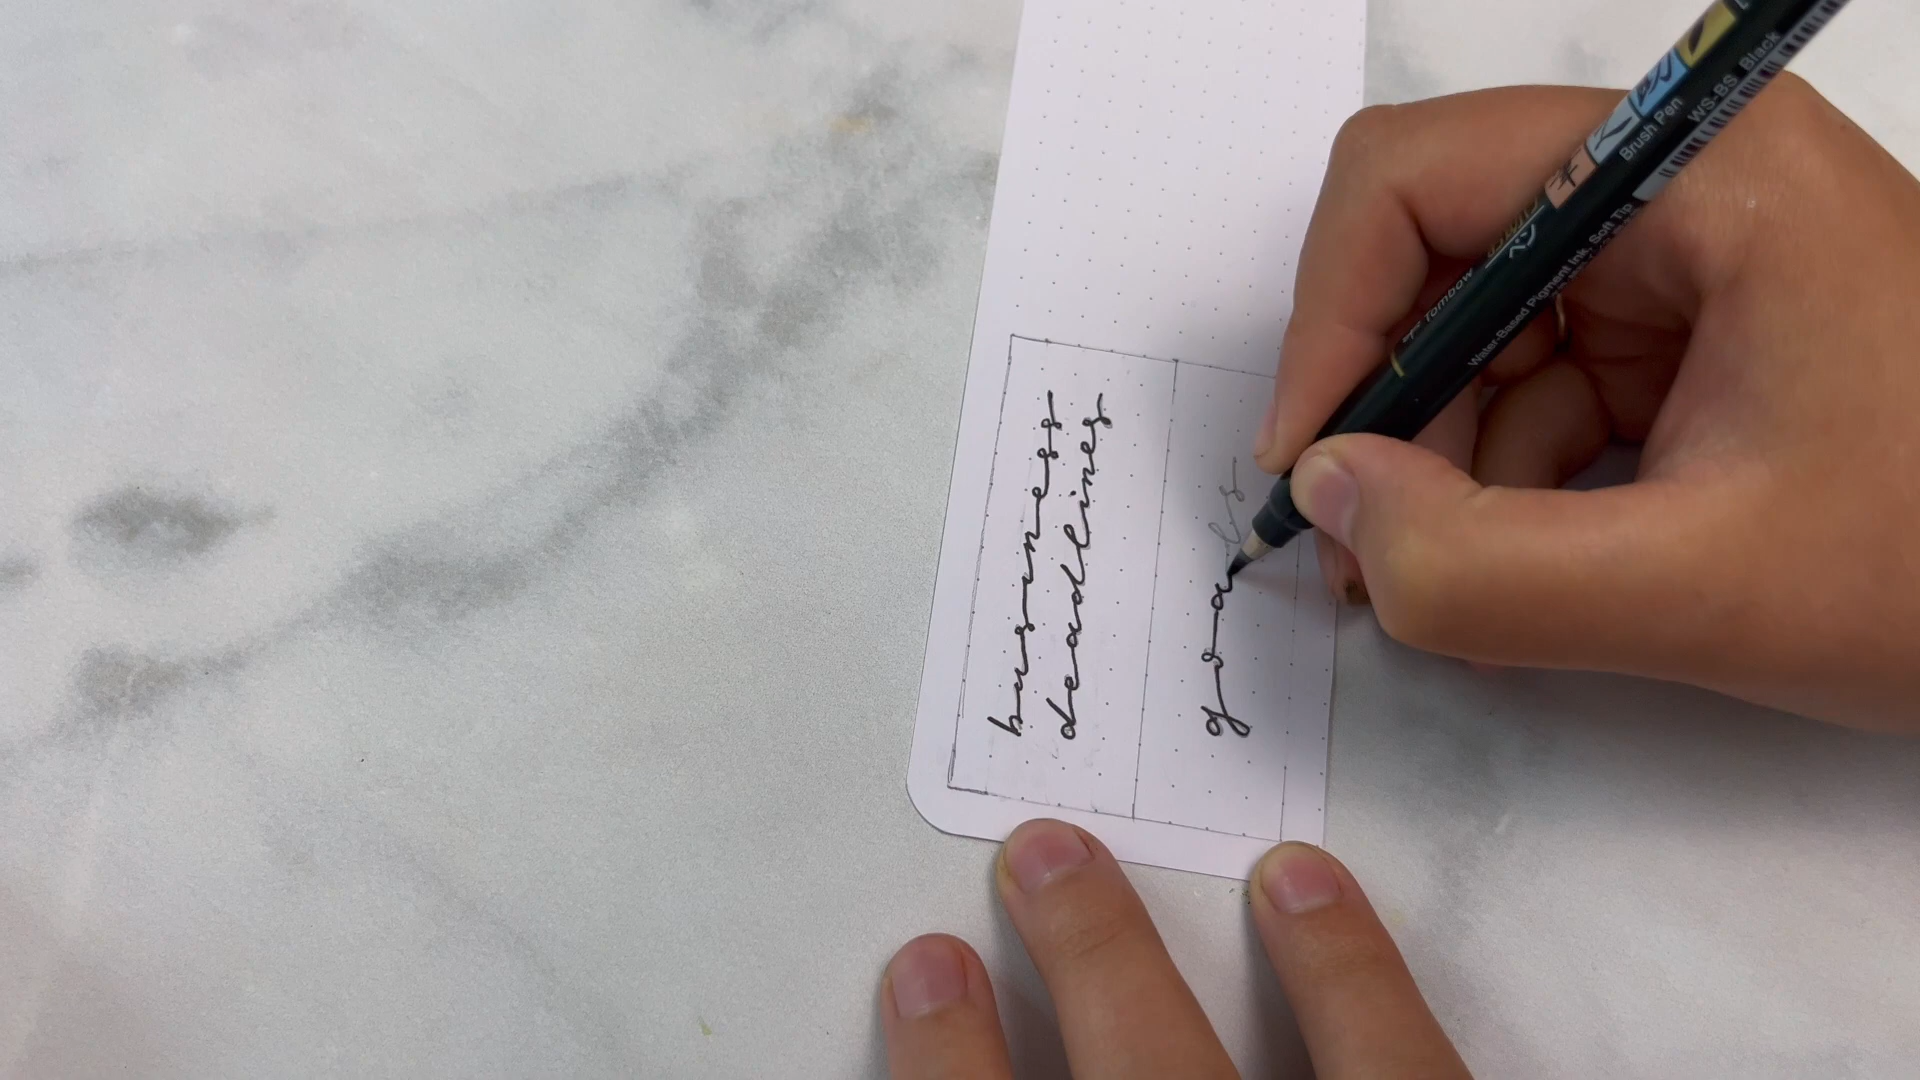 business
deadlines
goals
Tombow
Water-Based Pigment Ink, Soft Tip
Brush Pen
WS-BS Black